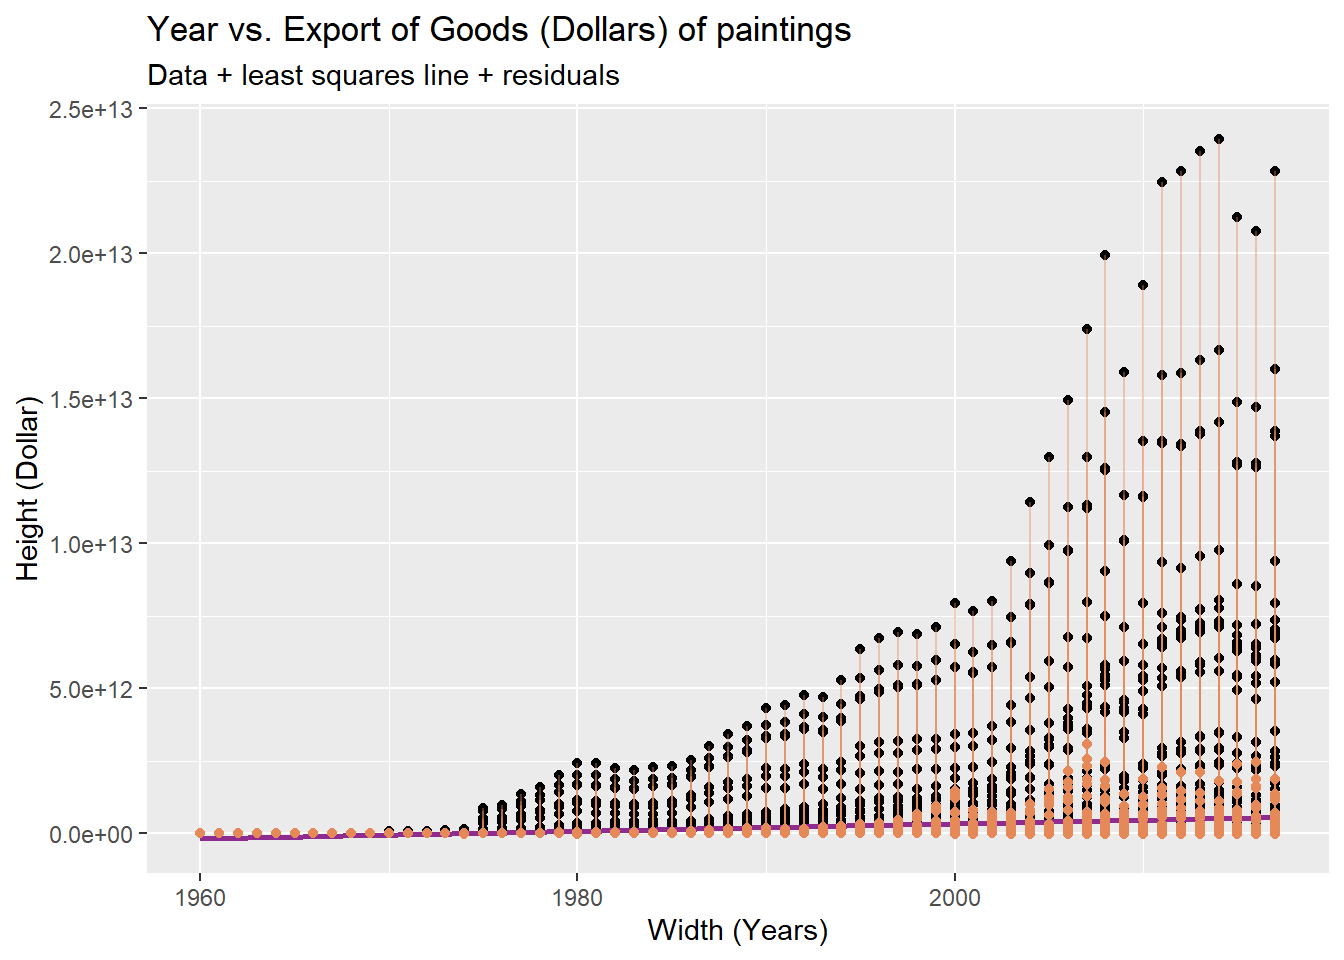 Year vs. Export of Goods (Dollars) of paintings
Data + least squares line + residuals
2.5e+13
2.0e+13
1.5e+13
1.0e+13
5.0e+12
0.0e+00
Height (Dollar)
1960
1980
2000
Width (Years)